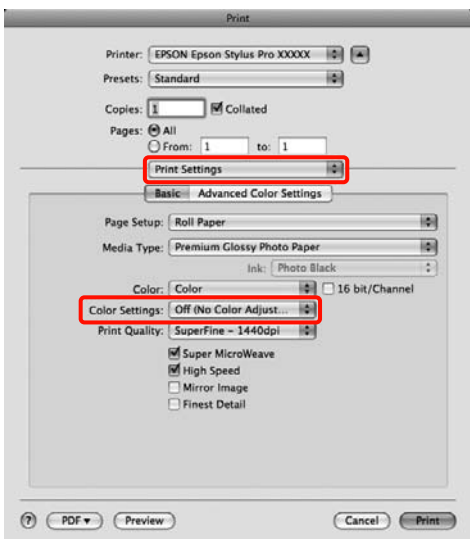 Print
Printer: EPSON Epson Stylus Pro XXXXX
Presets: Standard
Copies: 1 Collated
Pages: All
From: 1 to: 1
Print Settings
Basic Advanced Color Settings
Page Setup: Roll Paper
Media Type: Premium Glossy Photo Paper
Ink: Photo Black
Color: Color 16 bit/Channel
Color Settings: Off (No Color Adjust...
Print Quality: SuperFine - 1440dpi
Super MicroWeave
High Speed
Mirror Image
Finest Detail
? PDF Preview Cancel Print